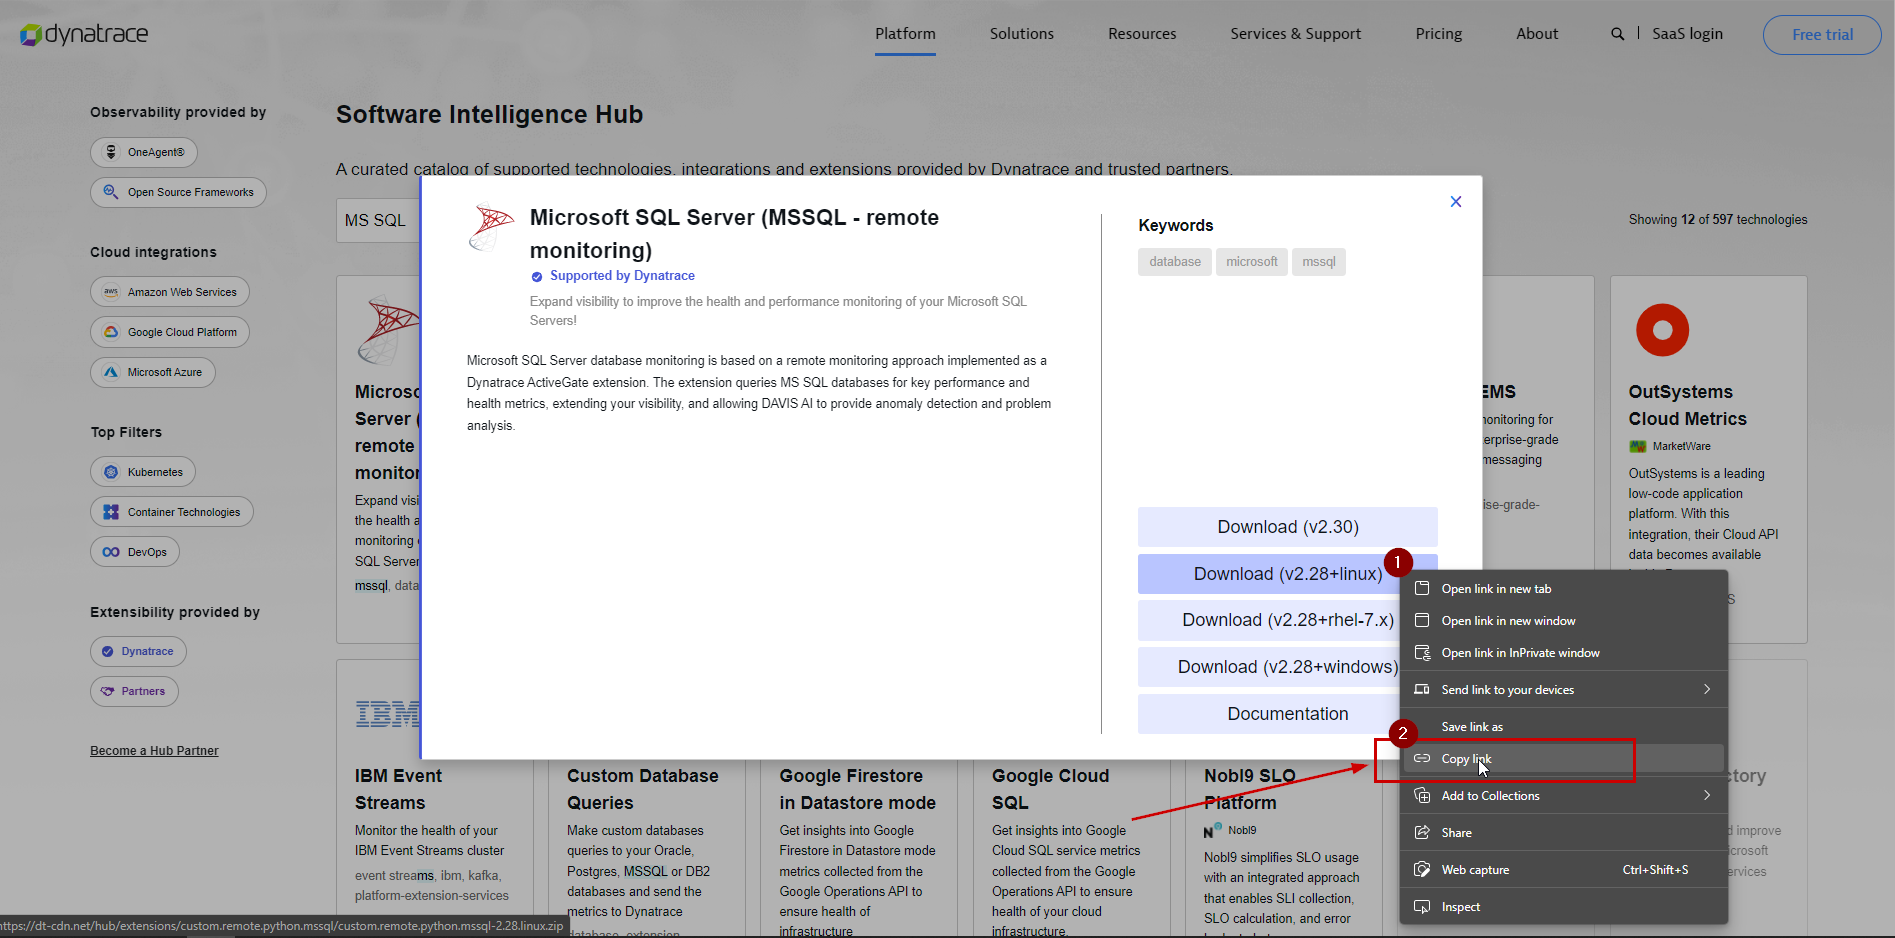 dynatrace
Platform
Solutions
Resources
Services & Support
Pricing
About
SaaS login
Free trial
Observability provided by
OneAgent®
Open Source Frameworks
Cloud integrations
aws Amazon Web Services
Google Cloud Platform
Microsoft Azure
Top Filters
Kubernetes
Container Technologies
DevOps
Extensibility provided by
Dynatrace
Partners
Become a Hub Partner
Software Intelligence Hub
A curated catalog of supported technologies, integrations and extensions provided by Dynatrace and trusted partners.
MS SQL
Showing 12 of 597 technologies
Microsoft SQL Server (MSSQL - remote
monitoring)
Supported by Dynatrace
Expand visibility to improve the health and performance monitoring of your Microsoft SQL
Servers!
Microsoft SQL Server database monitoring is based on a remote monitoring approach implemented as a
Dynatrace ActiveGate extension. The extension queries MS SQL databases for key performance and
health metrics, extending your visibility, and allowing DAVIS AI to provide anomaly detection and problem
analysis.
Keywords
database
microsoft
mssql
Download (v2.30)
Download (v2.28+linux)
Download (v2.28+rhel-7.x)
Download (v2.28+windows)
Documentation
1
2
Open link in new tab
Open link in new window
Open link in InPrivate window
Send link to your devices
Save link as
Copy link
Add to Collections
Share
Web capture Ctrl+Shift+S
Inspect
Server
remote
Expand
the health
monitoring
SQL Server
mssql,
EMS
monitoring for
messaging
OutSystems
Cloud Metrics
MarketWare
OutSystems is a leading
low-code application
platform. With this
integration, their Cloud API
data becomes available
IBM
IBM Event
Streams
Monitor the health of your
IBM Event Streams cluster
event streams, ibm, kafka,
platform-extension-services
Custom Database
Queries
Make custom databases
queries to your Oracle,
Postgres, MSSQL or DB2
databases and send the
metrics to Dynatrace
database, extension
Google Firestore
in Datastore mode
Get insights into Google
Firestore in Datastore mode
metrics collected from the
Google Operations API to
ensure health of
infrastructure
Google Cloud
SQL
Get insights into Google
Cloud SQL service metrics
collected from the Google
Operations API to ensure
health of your cloud
infrastructure.
Nobl9 SLO
Platform
N9 Nobl9
Nobl9 simplifies SLO usage
with an integrated approach
that enables SLI collection,
SLO calculation, and error
improve
https://dt-cdn.net/hub/extensions/custom.remote.python.mssql/custom.remote.python.mssql-2.28.linux.zip